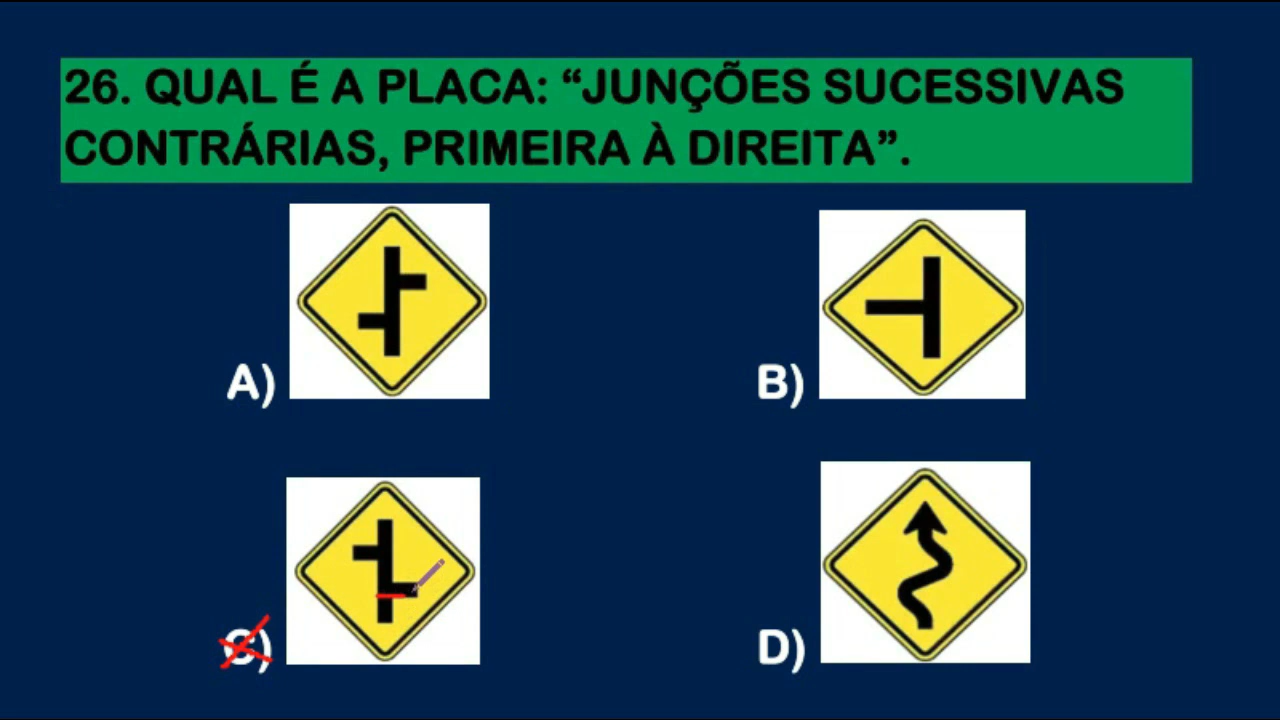 26. QUAL É A PLACA: “JUNÇÕES SUCESSIVAS
CONTRÁRIAS, PRIMEIRA À DIREITA”.
A)
B)
C)
D)